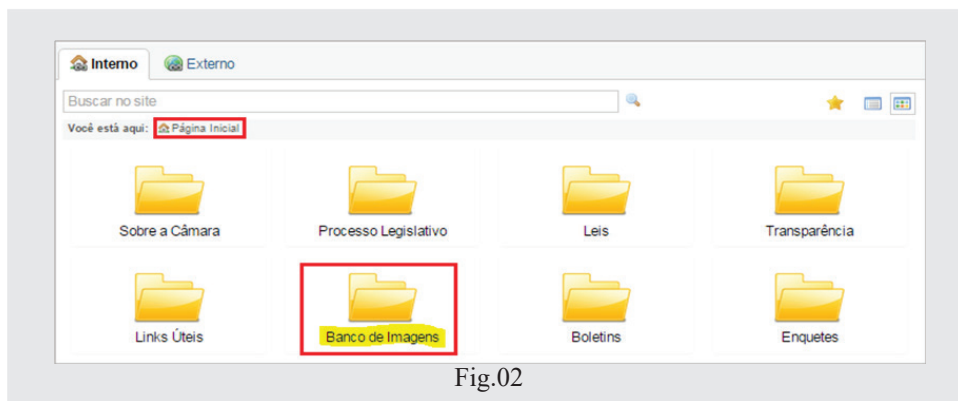 Interno Externo
Buscar no site
Você está aqui: Página Inicial
Sobre a Câmara Processo Legislativo Leis Transparência
Links Úteis Banco de Imagens Boletins Enquetes
Fig.02